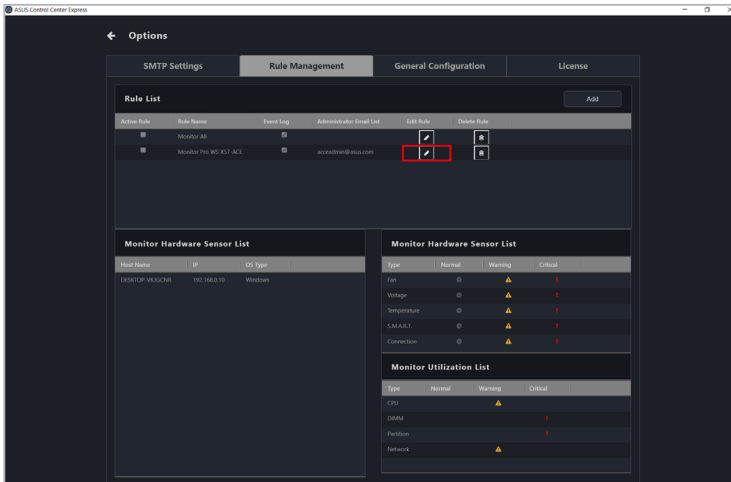 ASUS Control Center Express
Options
SMTP Settings Rule Management General Configuration License
Rule List Add
Active Rule Rule Name Event Log Administrator Email List Edit Rule Delete Rule
Monitor All
Monitor Pro WS X57-ACE acceadmin@asus.com
Monitor Hardware Sensor List
Host Name IP OS Type
192.168.0.10 Windows
Monitor Hardware Sensor List
Type Normal Warning Critical
Fan
Voltage
Temperature
S.M.A.R.T.
Connection
Monitor Utilization List
Type Normal Warning Critical
CPU
DIMM
Partition
Network